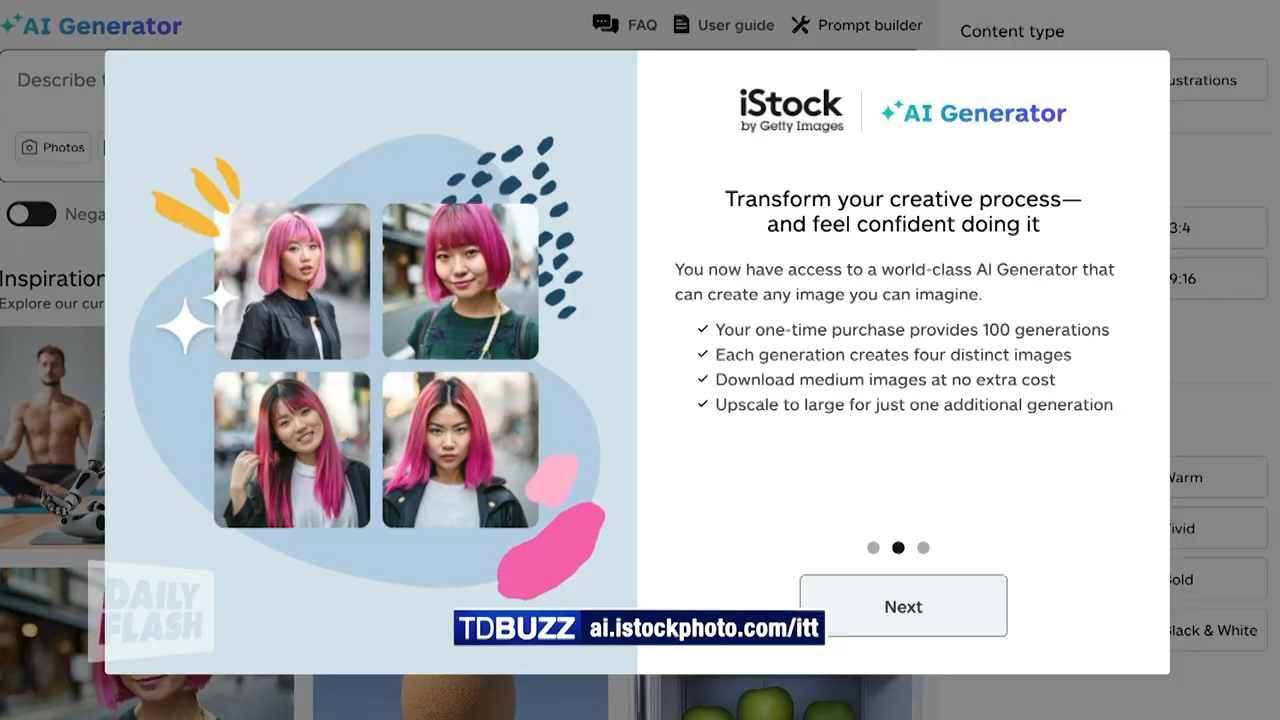 AI Generator
FAQ
User guide
Prompt builder
Content type
Describe
ustrations
Photos
Nega
3:4
9:16
Inspiration
Explore our cur
iStock
by Getty Images
AI Generator
Transform your creative process—
and feel confident doing it
You now have access to a world-class AI Generator that
can create any image you can imagine.
Your one-time purchase provides 100 generations
Each generation creates four distinct images
Download medium images at no extra cost
Upscale to large for just one additional generation
Warm
Vivid
Bold
Black & White
Next
DAILY
FLASH
TDBUZZ ai.istockphoto.com/itt